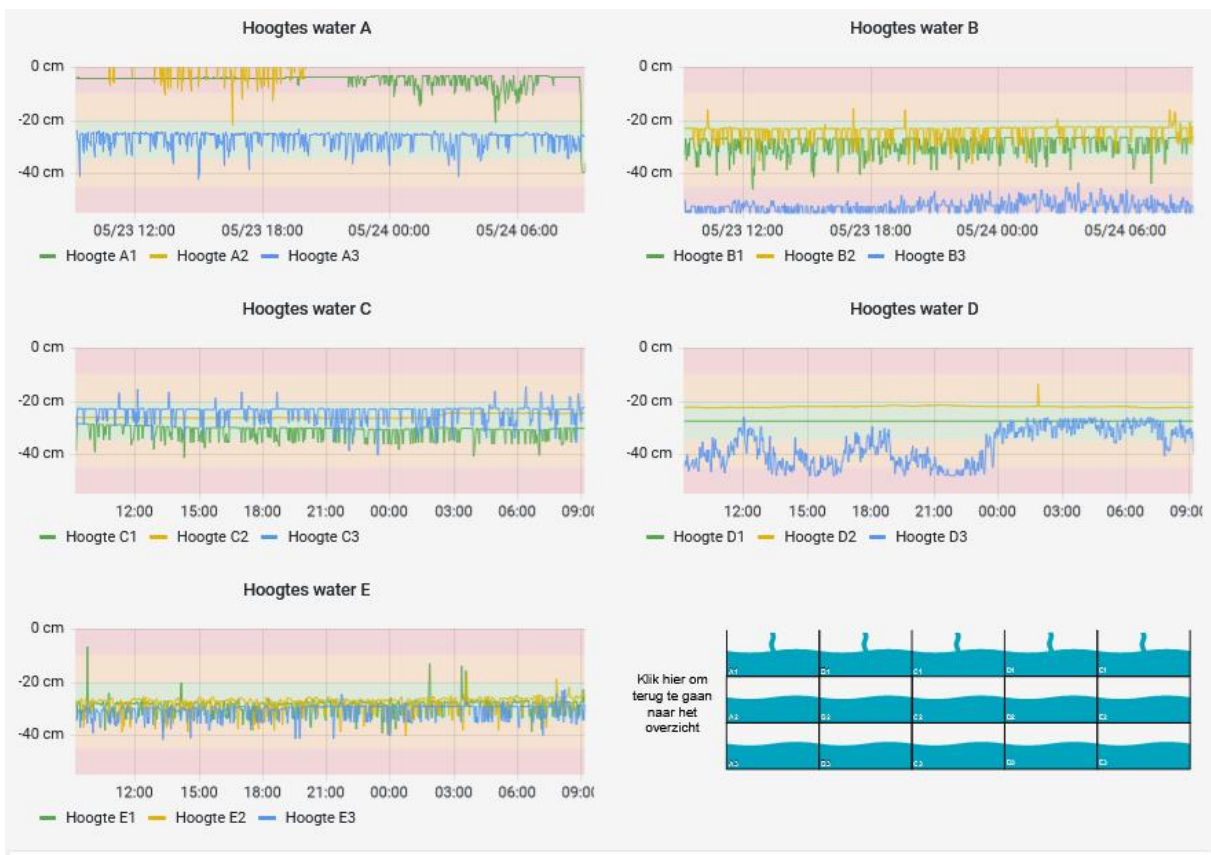 Hoogtes water A
0 cm
-20 cm
-40 cm
05/23 12:00 05/23 18:00 05/24 00:00 05/24 06:00
Hoogte A1 Hoogte A2 Hoogte A3
Hoogtes water B
0 cm
-20 cm
-40 cm
05/23 12:00 05/23 18:00 05/24 00:00 05/24 06:00
Hoogte B1 Hoogte B2 Hoogte B3
Hoogtes water C
0 cm
-20 cm
-40 cm
12:00 15:00 18:00 21:00 00:00 03:00 06:00 09:0
Hoogte C1 Hoogte C2 Hoogte C3
Hoogtes water D
0 cm
-20 cm
-40 cm
12:00 15:00 18:00 21:00 00:00 03:00 06:00 09:0
Hoogte D1 Hoogte D2 Hoogte D3
Hoogtes water E
0 cm
-20 cm
-40 cm
12:00 15:00 18:00 21:00 00:00 03:00 06:00 09:0
Hoogte E1 Hoogte E2 Hoogte E3
Klik hier om
terug te gaan
naar het
overzicht